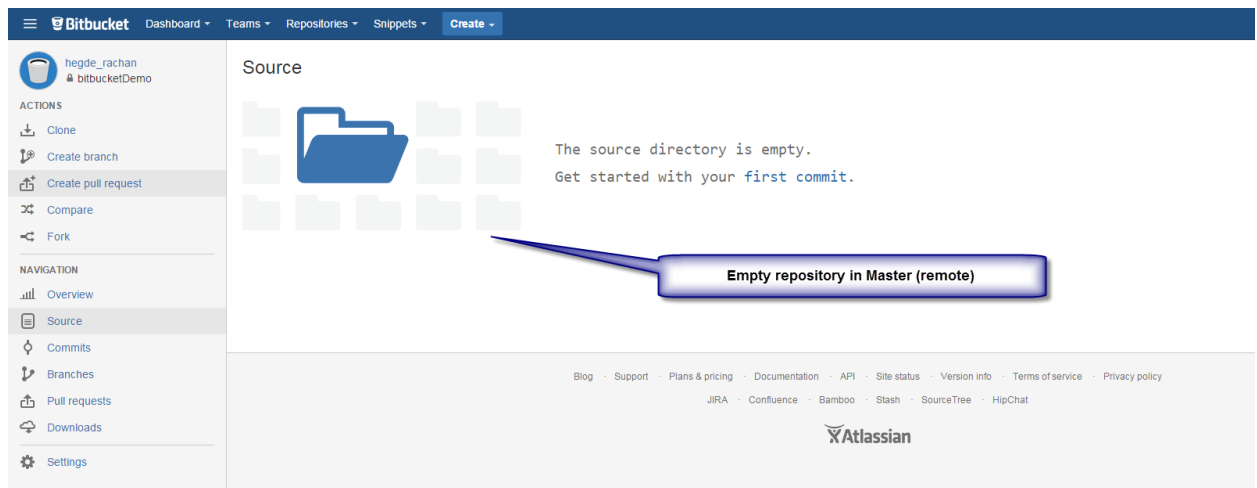 Bitbucket Dashboard Teams Repositories Snippets Create
hegde_rachan
bitbucketDemo
ACTIONS
Clone
Create branch
Create pull request
Compare
Fork
NAVIGATION
Overview
Source
Commits
Branches
Pull requests
Downloads
Settings
Source
The source directory is empty.
Get started with your first commit.
Empty repository in Master (remote)
Blog · Support · Plans & pricing · Documentation · API · Site status · Version info · Terms of service · Privacy policy
JIRA · Confluence · Bamboo · Stash · SourceTree · HipChat
Atlassian